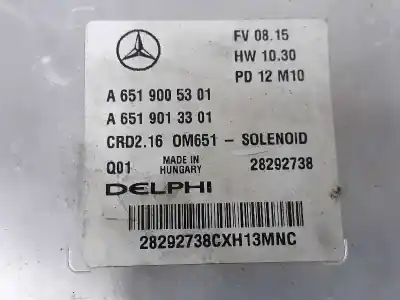 FV 08.15
HW 10.30
PD 12 M10
A 651 900 53 01
A 651 901 33 01
CRD2.16 OM651 - SOLENOID
Q01 MADE IN HUNGARY 28292738
DELPHI
28292738CXH13MNC